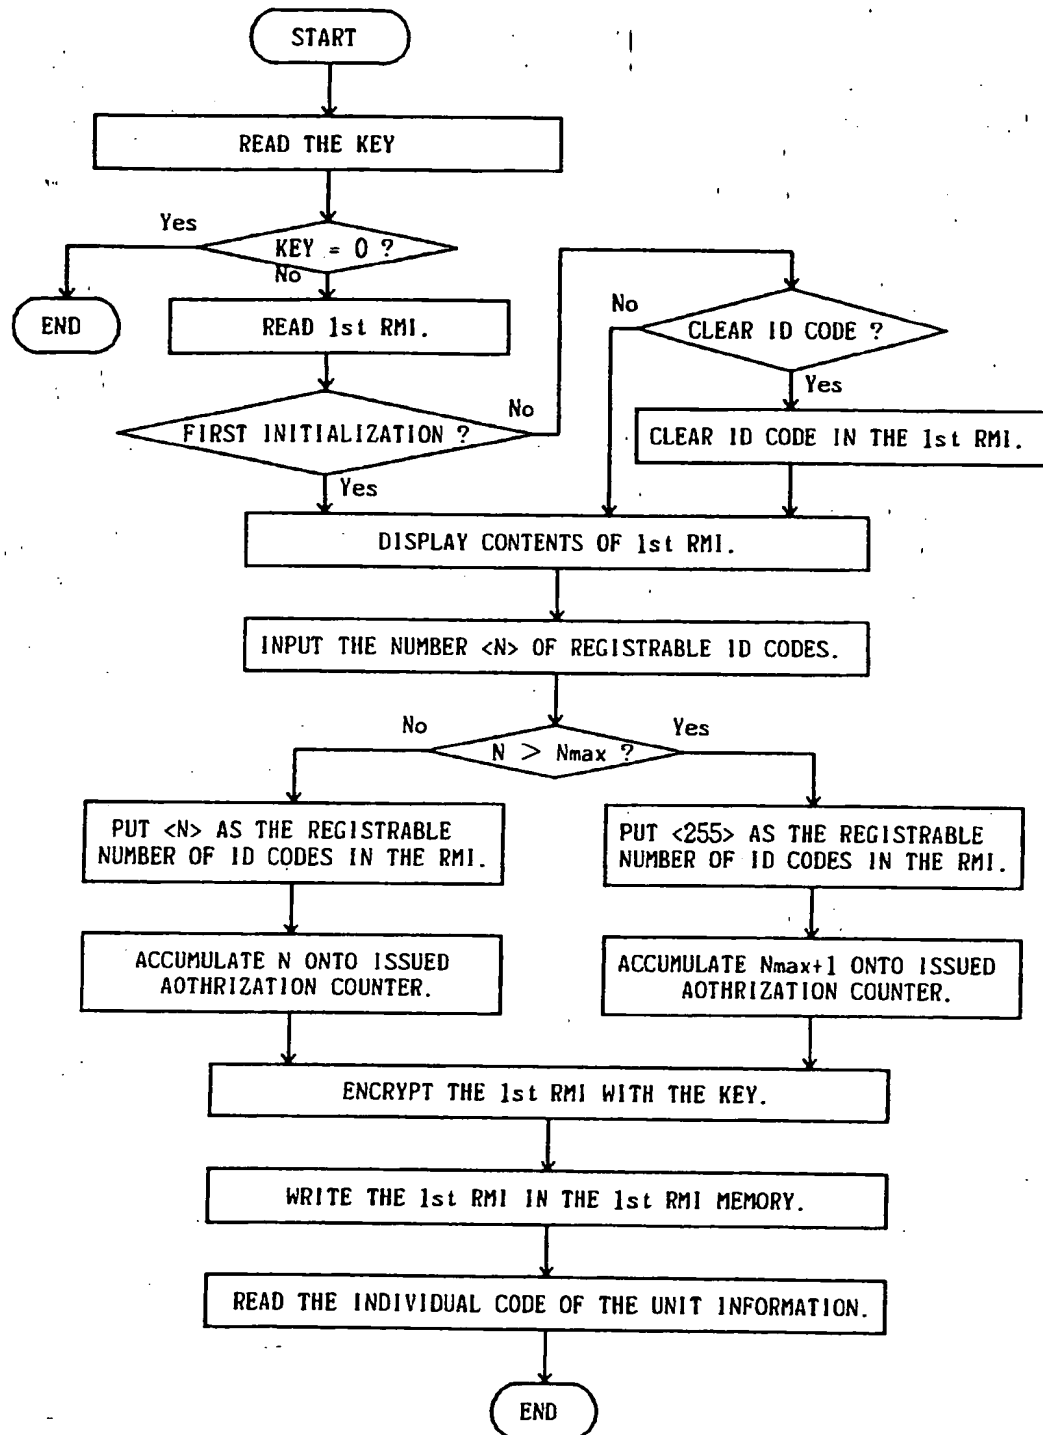 START
READ THE KEY
Yes
KEY = 0 ?
No
END
READ 1st RMI.
No
CLEAR ID CODE ?
Yes
FIRST INITIALIZATION ?
No
CLEAR ID CODE IN THE 1st RMI.
Yes
DISPLAY CONTENTS OF 1st RMI.
INPUT THE NUMBER <N> OF REGISTRABLE ID CODES.
No
N > Nmax ?
Yes
PUT <N> AS THE REGISTRABLE
NUMBER OF ID CODES IN THE RMI.
PUT <255> AS THE REGISTRABLE
NUMBER OF ID CODES IN THE RMI.
ACCUMULATE N ONTO ISSUED
AOTHRIZATION COUNTER.
ACCUMULATE Nmax+1 ONTO ISSUED
AOTHRIZATION COUNTER.
ENCRYPT THE 1st RMI WITH THE KEY.
WRITE THE 1st RMI IN THE 1st RMI MEMORY.
READ THE INDIVIDUAL CODE OF THE UNIT INFORMATION.
END